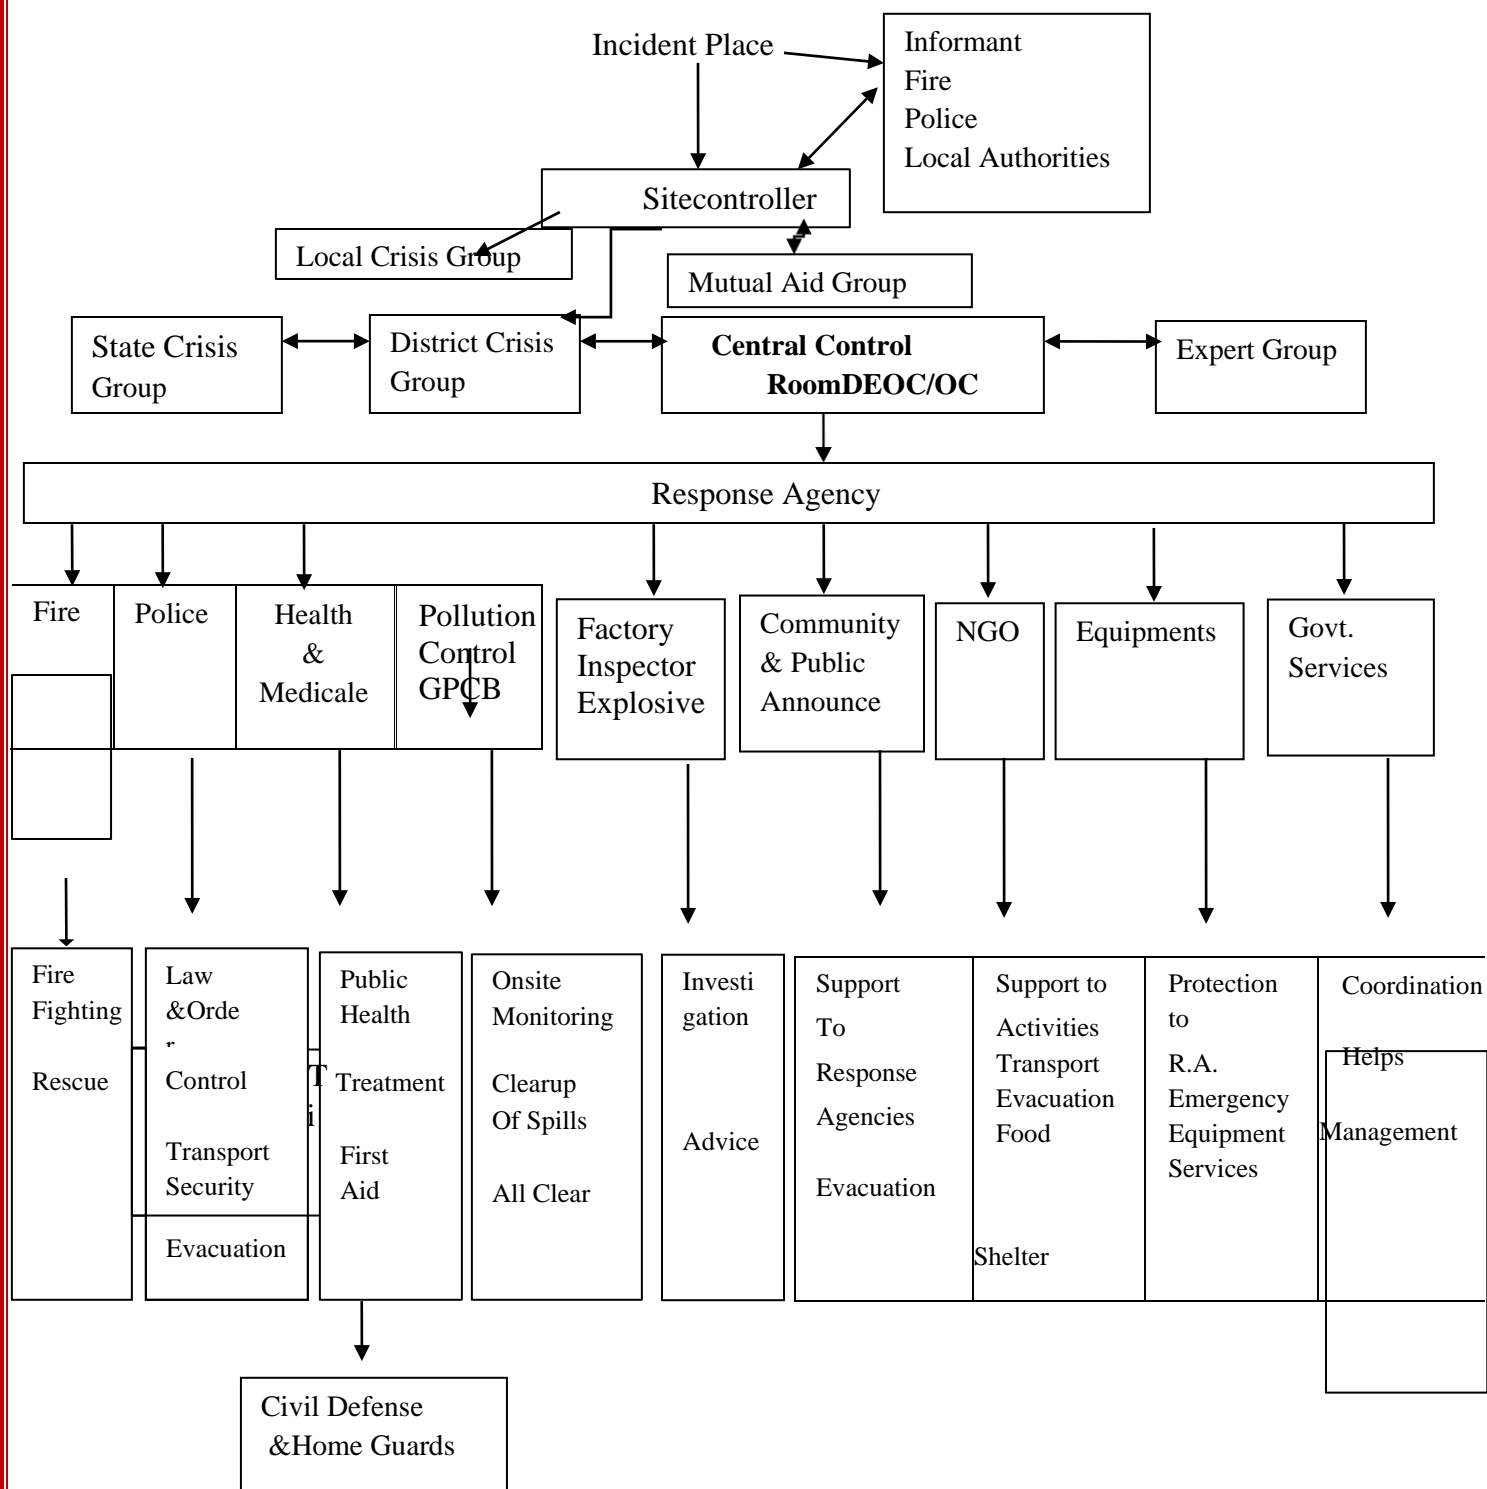 Incident Place
Informant
Fire
Police
Local Authorities
Sitecontroller
Local Crisis Group
Mutual Aid Group
State Crisis
Group
District Crisis
Group
Central Control
RoomDEOC/OC
Expert Group
Response Agency
Fire
Police
Health
&
Medicale
Pollution
Control
GPCB
Factory
Inspector
Explosive
Community
& Public
Announce
NGO
Equipments
Govt.
Services
Fire
Fighting
Rescue
Law
&Orde
r
Control
Transport
Security
Evacuation
T
i
Public
Health
Treatment
First
Aid
Onsite
Monitoring
Clearup
Of Spills
All Clear
Investi
gation
Advice
Support
To
Response
Agencies
Evacuation
Support to
Activities
Transport
Evacuation
Food
Shelter
Protection
to
R.A.
Emergency
Equipment
Services
Coordination
Helps
Management
Civil Defense
&Home Guards